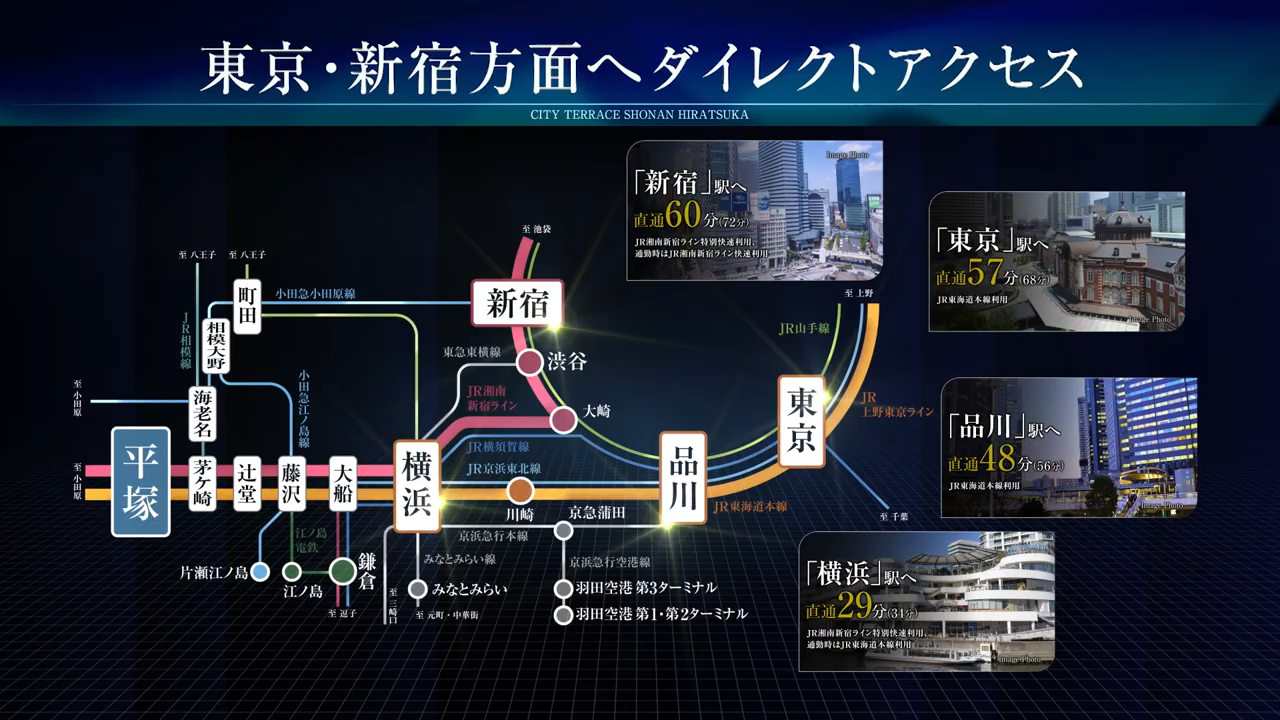 東京・新宿方面へダイレクトアクセス
CITY TERRACE SHONAN HIRATSUKA
Image Photo
「新宿」駅へ
直通60分(72分)
JR湘南新宿ライン特別快速利用、
通勤時はJR湘南新宿ライン快速利用
「東京」駅へ
直通57分(68分)
JR東海道本線利用
Image Photo
「品川」駅へ
直通48分(56分)
JR東海道本線利用
Image Photo
「横浜」駅へ
直通29分(34分)
JR湘南新宿ライン特別快速利用、
通勤時はJR東海道本線利用
Image Photo
至 池袋
至 八王子
至 八王子
町田
小田急小田原線
新宿
至 上野
JR相模線
相模大野
JR山手線
東急東横線
渋谷
至 小田原
海老名
小田急江ノ島線
JR湘南
新宿ライン
大崎
東京
JR
上野東京ライン
平塚
至 小田原
茅ヶ崎
辻堂
藤沢
大船
横浜
JR横須賀線
JR京浜東北線
川崎
品川
JR東海道本線
至 千葉
京急蒲田
京浜急行本線
江ノ島
電鉄
片瀬江ノ島
江ノ島
鎌倉
至 逗子
至 三崎口
みなとみらい線
みなとみらい
至 元町・中華街
京浜急行空港線
羽田空港 第3ターミナル
羽田空港 第1・第2ターミナル